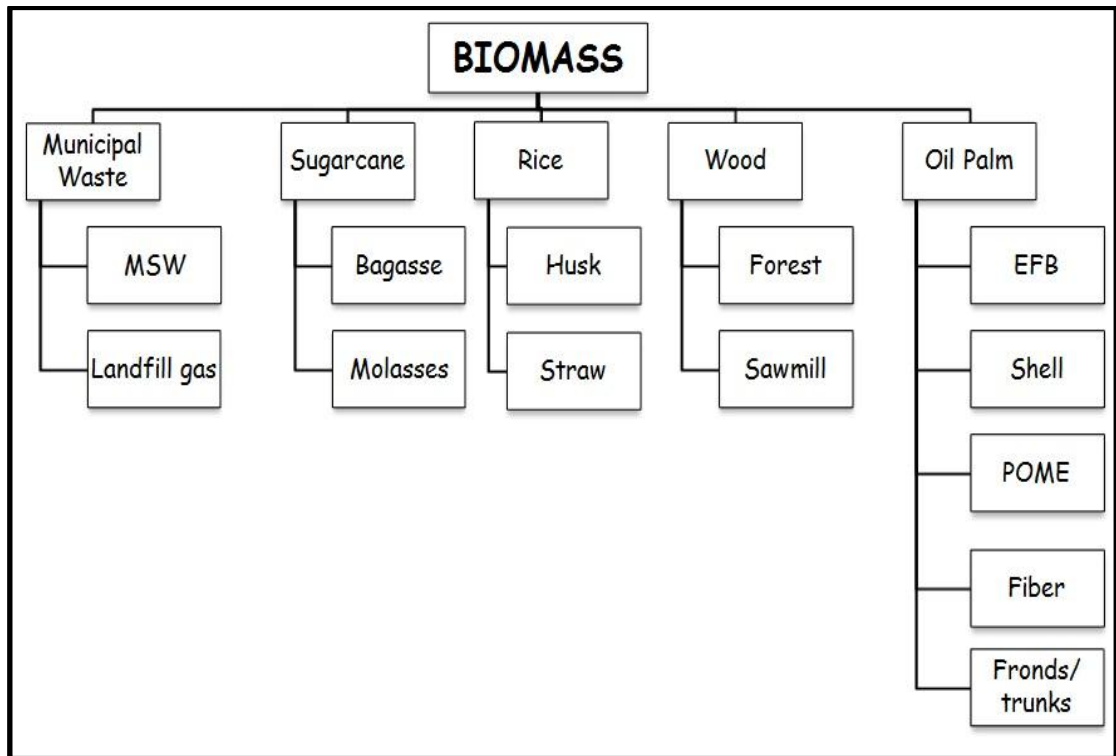 BIOMASS
Municipal
Waste
Sugarcane
Rice
Wood
Oil Palm
MSW
Landfill gas
Bagasse
Molasses
Husk
Straw
Forest
Sawmill
EFB
Shell
POME
Fiber
Fronds/
trunks